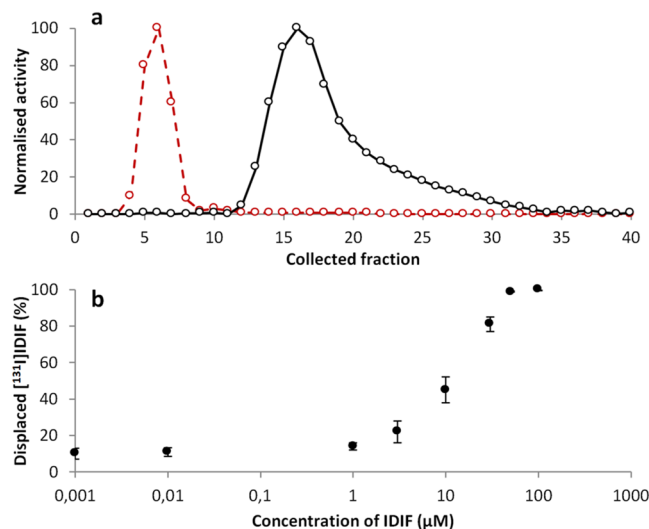 a
Normalised activity
100
80
60
40
20
0
0 5 10 15 20 25 30 35 40
Collected fraction
b
Displaced [¹³¹I]IDIF (%)
100
80
60
40
20
0
0,001 0,01 0,1 1 10 100 1000
Concentration of IDIF (µM)